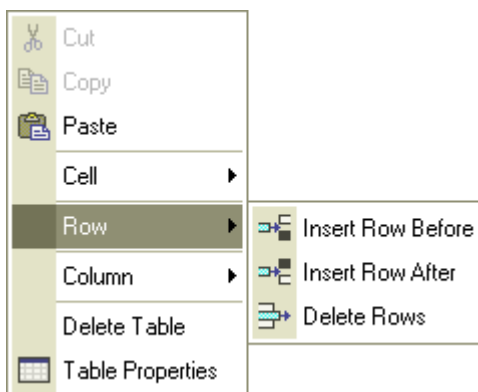 Cut
Copy
Paste
Cell
Row
Column
Delete Table
Table Properties
Insert Row Before
Insert Row After
Delete Rows